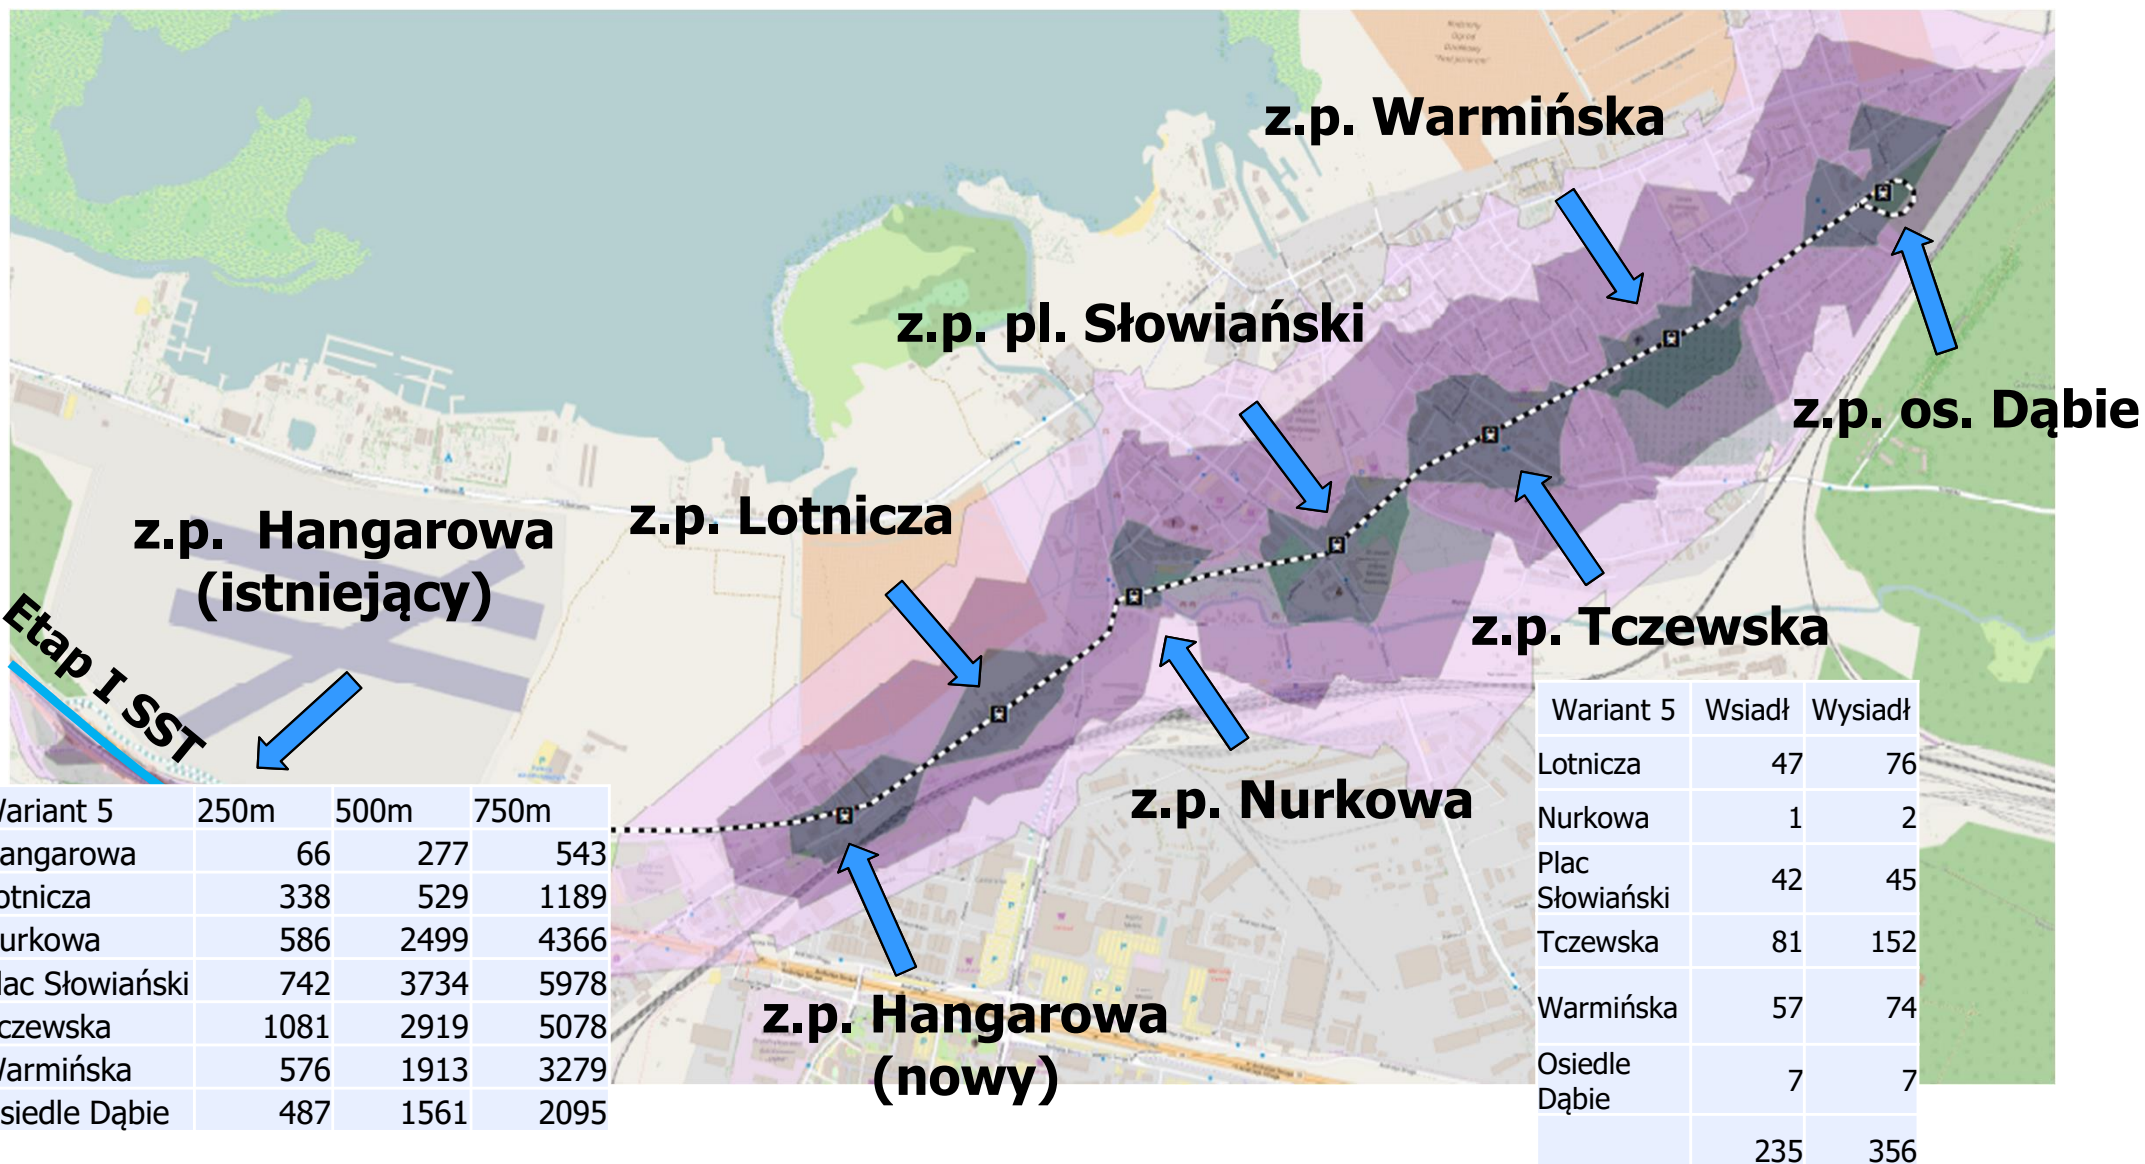 z.p. Warmińska
z.p. pl. Słowiański
z.p. os. Dąbie
z.p. Hangarowa
(istniejący)
z.p. Lotnicza
z.p. Tczewska
Etap I SST
z.p. Nurkowa
z.p. Hangarowa
(nowy)
ariant 5 250m 500m 750m
angarowa 66 277 543
otnicza 338 529 1189
urkowa 586 2499 4366
lac Słowiański 742 3734 5978
czewska 1081 2919 5078
armińska 576 1913 3279
siedle Dąbie 487 1561 2095
Wariant 5 Wsiadł Wysiadł
Lotnicza 47 76
Nurkowa 1 2
Plac
Słowiański 42 45
Tczewska 81 152
Warmińska 57 74
Osiedle
Dąbie 7 7
235 356